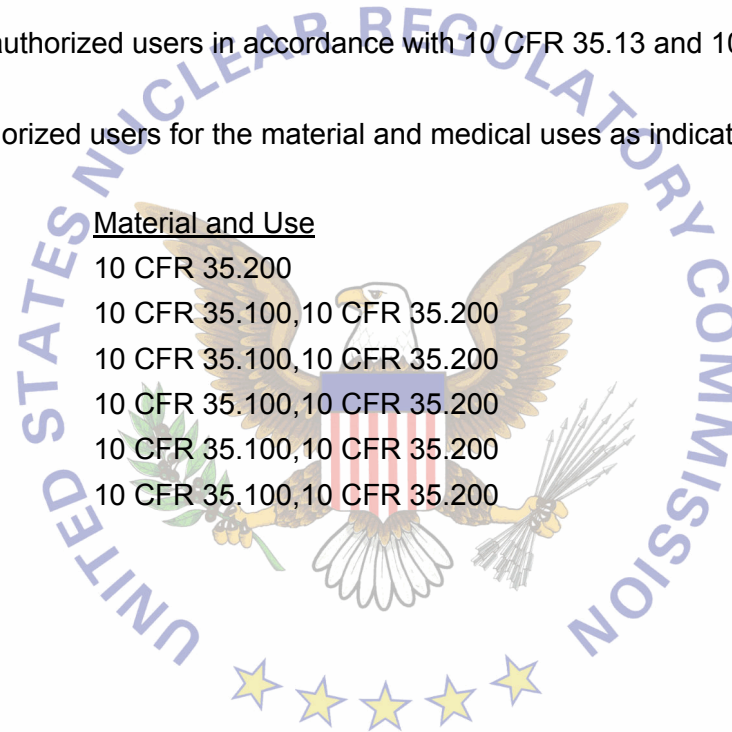 authorized users in accordance with 10 CFR 35.13 and 10
orized users for the material and medical uses as indicat
Material and Use
10 CFR 35.200
10 CFR 35.100,10 CFR 35.200
10 CFR 35.100,10 CFR 35.200
10 CFR 35.100,10 CFR 35.200
10 CFR 35.100,10 CFR 35.200
10 CFR 35.100,10 CFR 35.200
UNITED STATES NUCLEAR REGULATORY COMMISSION